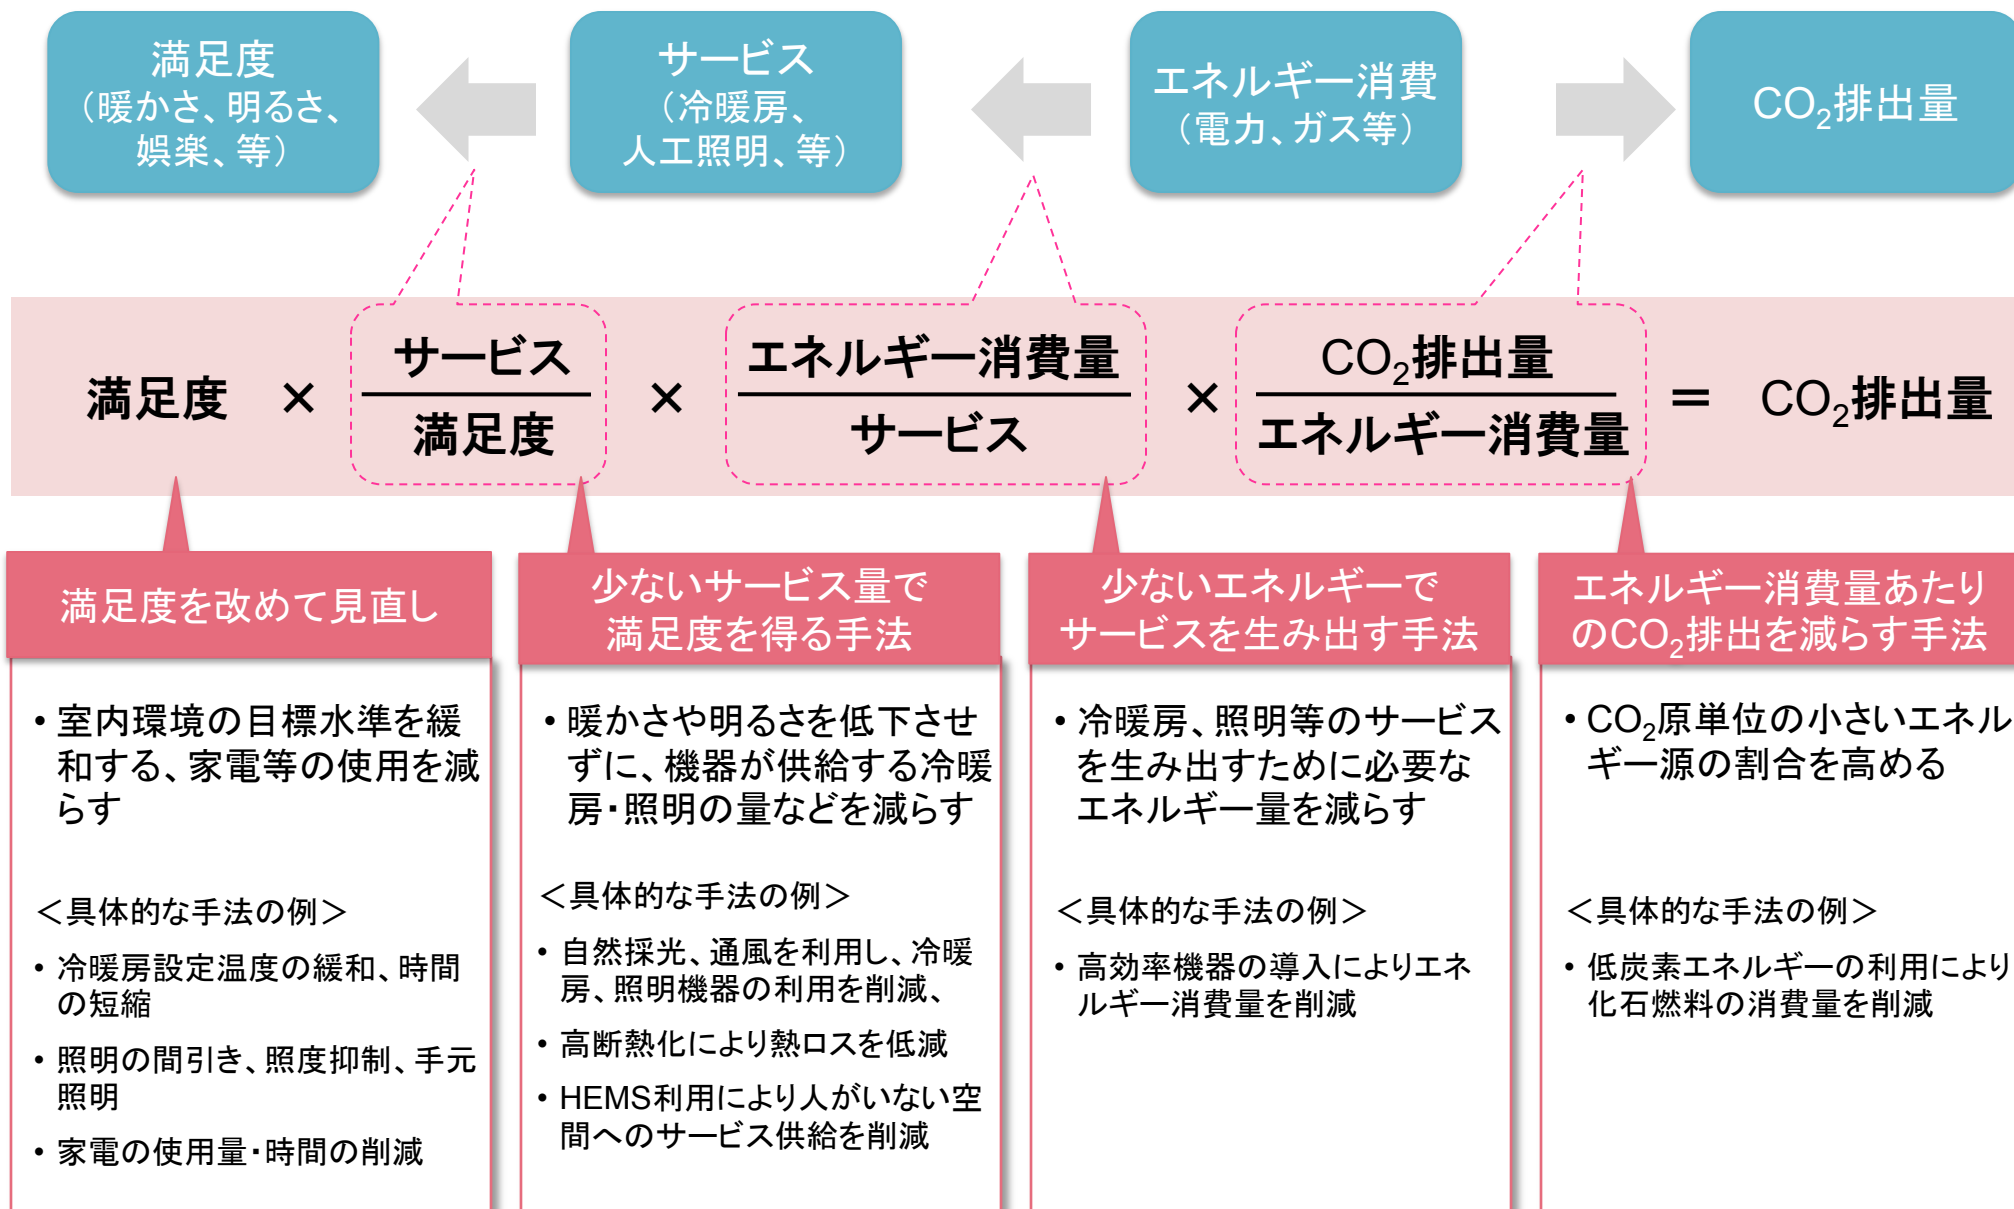 満足度
（暖かさ、明るさ、
娯楽、等）
サービス
（冷暖房、
人工照明、等）
エネルギー消費
（電力、ガス等）
CO₂排出量
満足度 × サービス
満足度
× エネルギー消費量
サービス
× CO₂排出量
エネルギー消費量
＝ CO₂排出量
満足度を改めて見直し
• 室内環境の目標水準を緩
和する、家電等の使用を減
らす
＜具体的な手法の例＞
• 冷暖房設定温度の緩和、時間
の短縮
• 照明の間引き、照度抑制、手元
照明
• 家電の使用量・時間の削減
少ないサービス量で
満足度を得る手法
• 暖かさや明るさを低下させ
ずに、機器が供給する冷暖
房・照明の量などを減らす
＜具体的な手法の例＞
• 自然採光、通風を利用し、冷暖
房、照明機器の利用を削減、
• 高断熱化により熱ロスを低減
• HEMS利用により人がいない空
間へのサービス供給を削減
少ないエネルギーで
サービスを生み出す手法
• 冷暖房、照明等のサービス
を生み出すために必要な
エネルギー量を減らす
＜具体的な手法の例＞
• 高効率機器の導入によりエネ
ルギー消費量を削減
エネルギー消費量あたり
のCO₂排出を減らす手法
• CO₂原単位の小さいエネル
ギー源の割合を高める
＜具体的な手法の例＞
• 低炭素エネルギーの利用により
化石燃料の消費量を削減